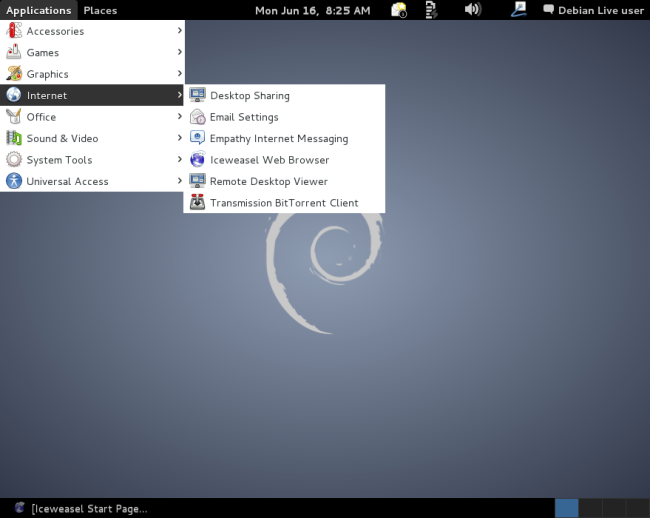 Applications Places Mon Jun 16, 8:25 AM Debian Live user
Accessories
Games
Graphics
Internet Desktop Sharing
Office Email Settings
Sound & Video Empathy Internet Messaging
System Tools Iceweasel Web Browser
Universal Access Remote Desktop Viewer
Transmission BitTorrent Client
[Iceweasel Start Page...